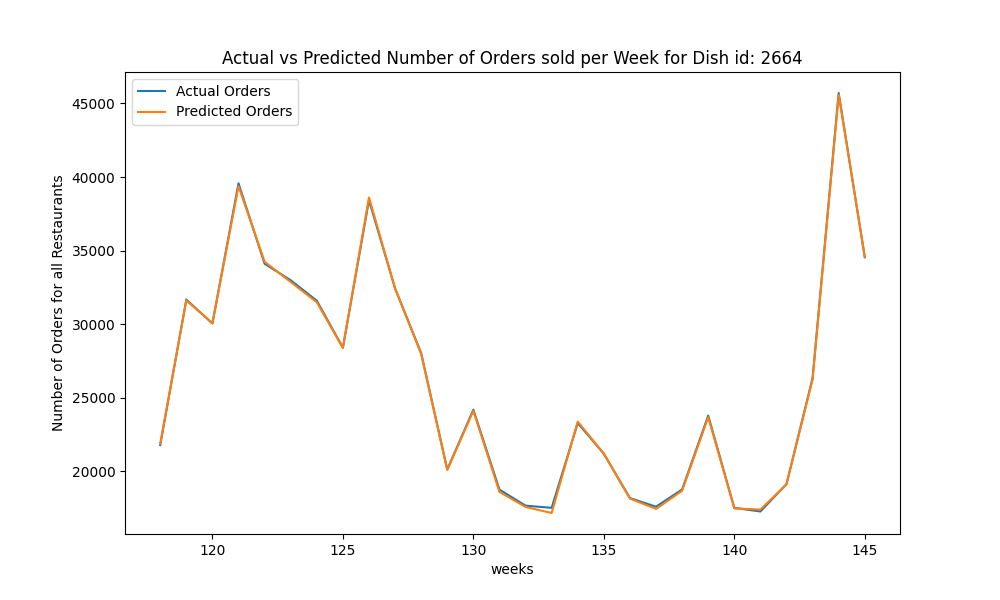 Actual vs Predicted Number of Orders sold per Week for Dish id: 2664
Actual Orders
Predicted Orders
Number of Orders for all Restaurants
45000
40000
35000
30000
25000
20000
120 125 130 135 140 145
weeks